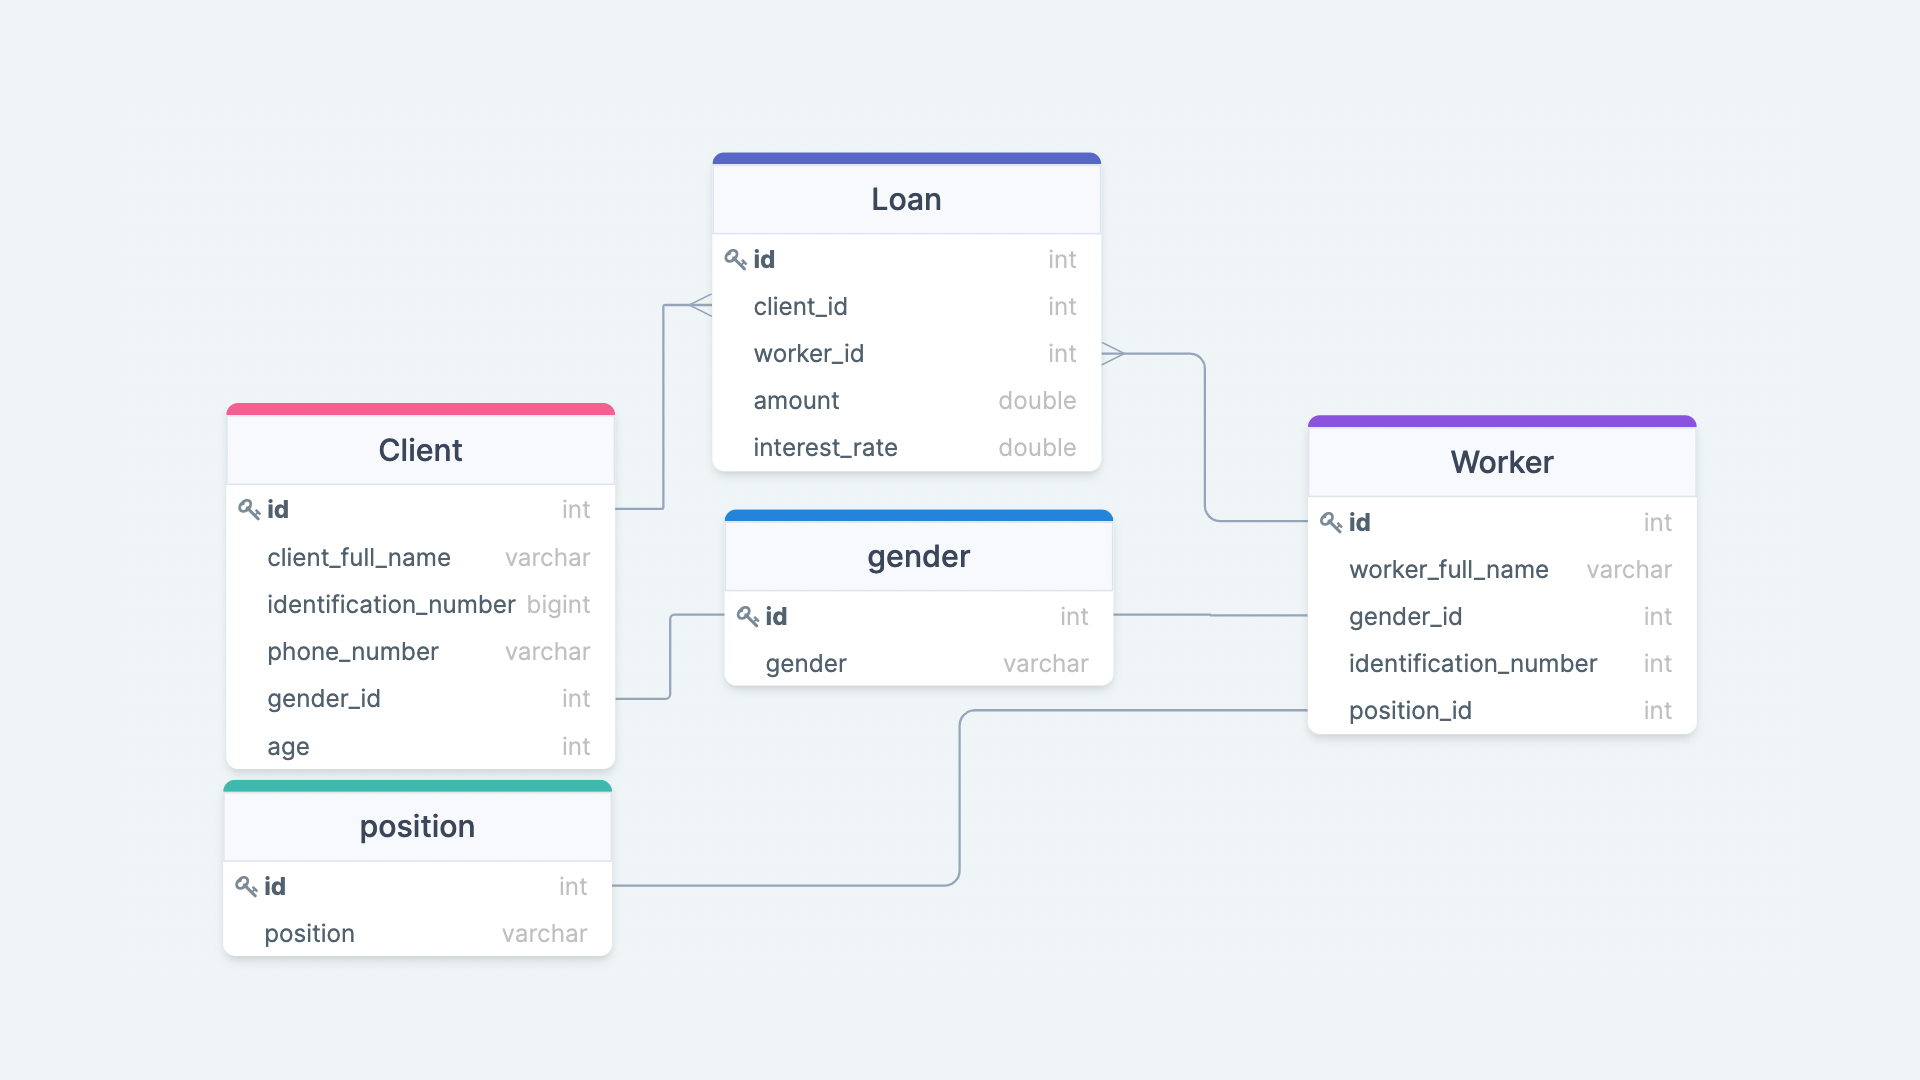 Loan
id int
client_id int
worker_id int
amount double
interest_rate double
Client
id int
client_full_name varchar
identification_number bigint
phone_number varchar
gender_id int
age int
gender
id int
gender varchar
Worker
id int
worker_full_name varchar
gender_id int
identification_number int
position_id int
position
id int
position varchar